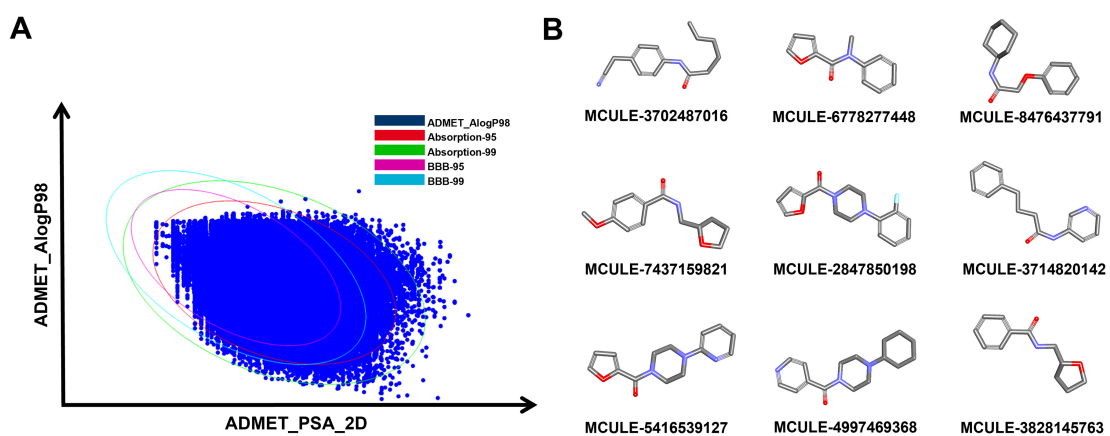 A
ADMET_AlogP98
ADMET_AlogP98
Absorption-95
Absorption-99
BBB-95
BBB-99
ADMET_PSA_2D
B
MCULE-3702487016
MCULE-6778277448
MCULE-8476437791
MCULE-7437159821
MCULE-2847850198
MCULE-3714820142
MCULE-5416539127
MCULE-4997469368
MCULE-3828145763